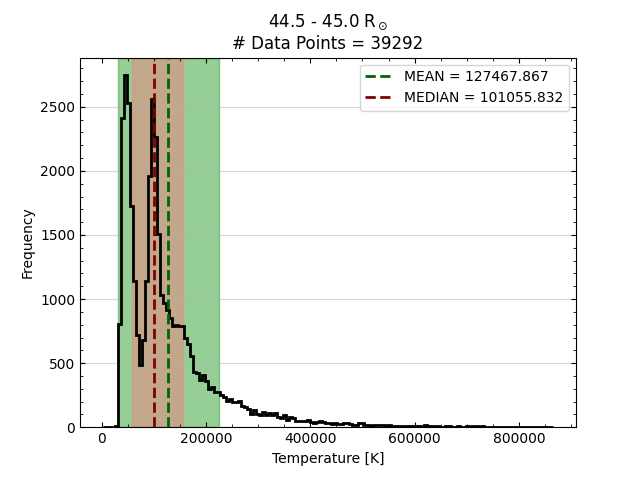 44.5 - 45.0 R⊙
# Data Points = 39292
MEAN = 127467.867
MEDIAN = 101055.832
2500
2000
1500
1000
500
0
Frequency
0 200000 400000 600000 800000
Temperature [K]